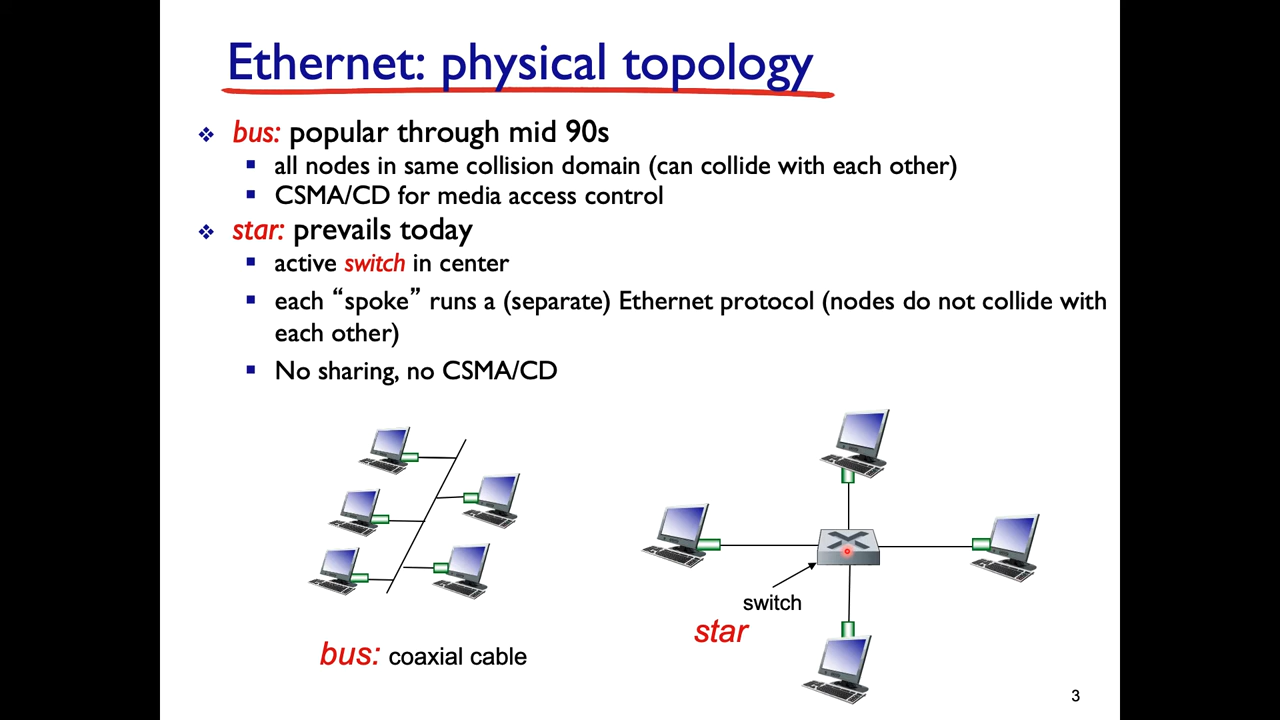 Ethernet: physical topology
bus: popular through mid 90s
all nodes in same collision domain (can collide with each other)
CSMA/CD for media access control
star: prevails today
active switch in center
each “spoke” runs a (separate) Ethernet protocol (nodes do not collide with
each other)
No sharing, no CSMA/CD
switch
star
bus: coaxial cable
3